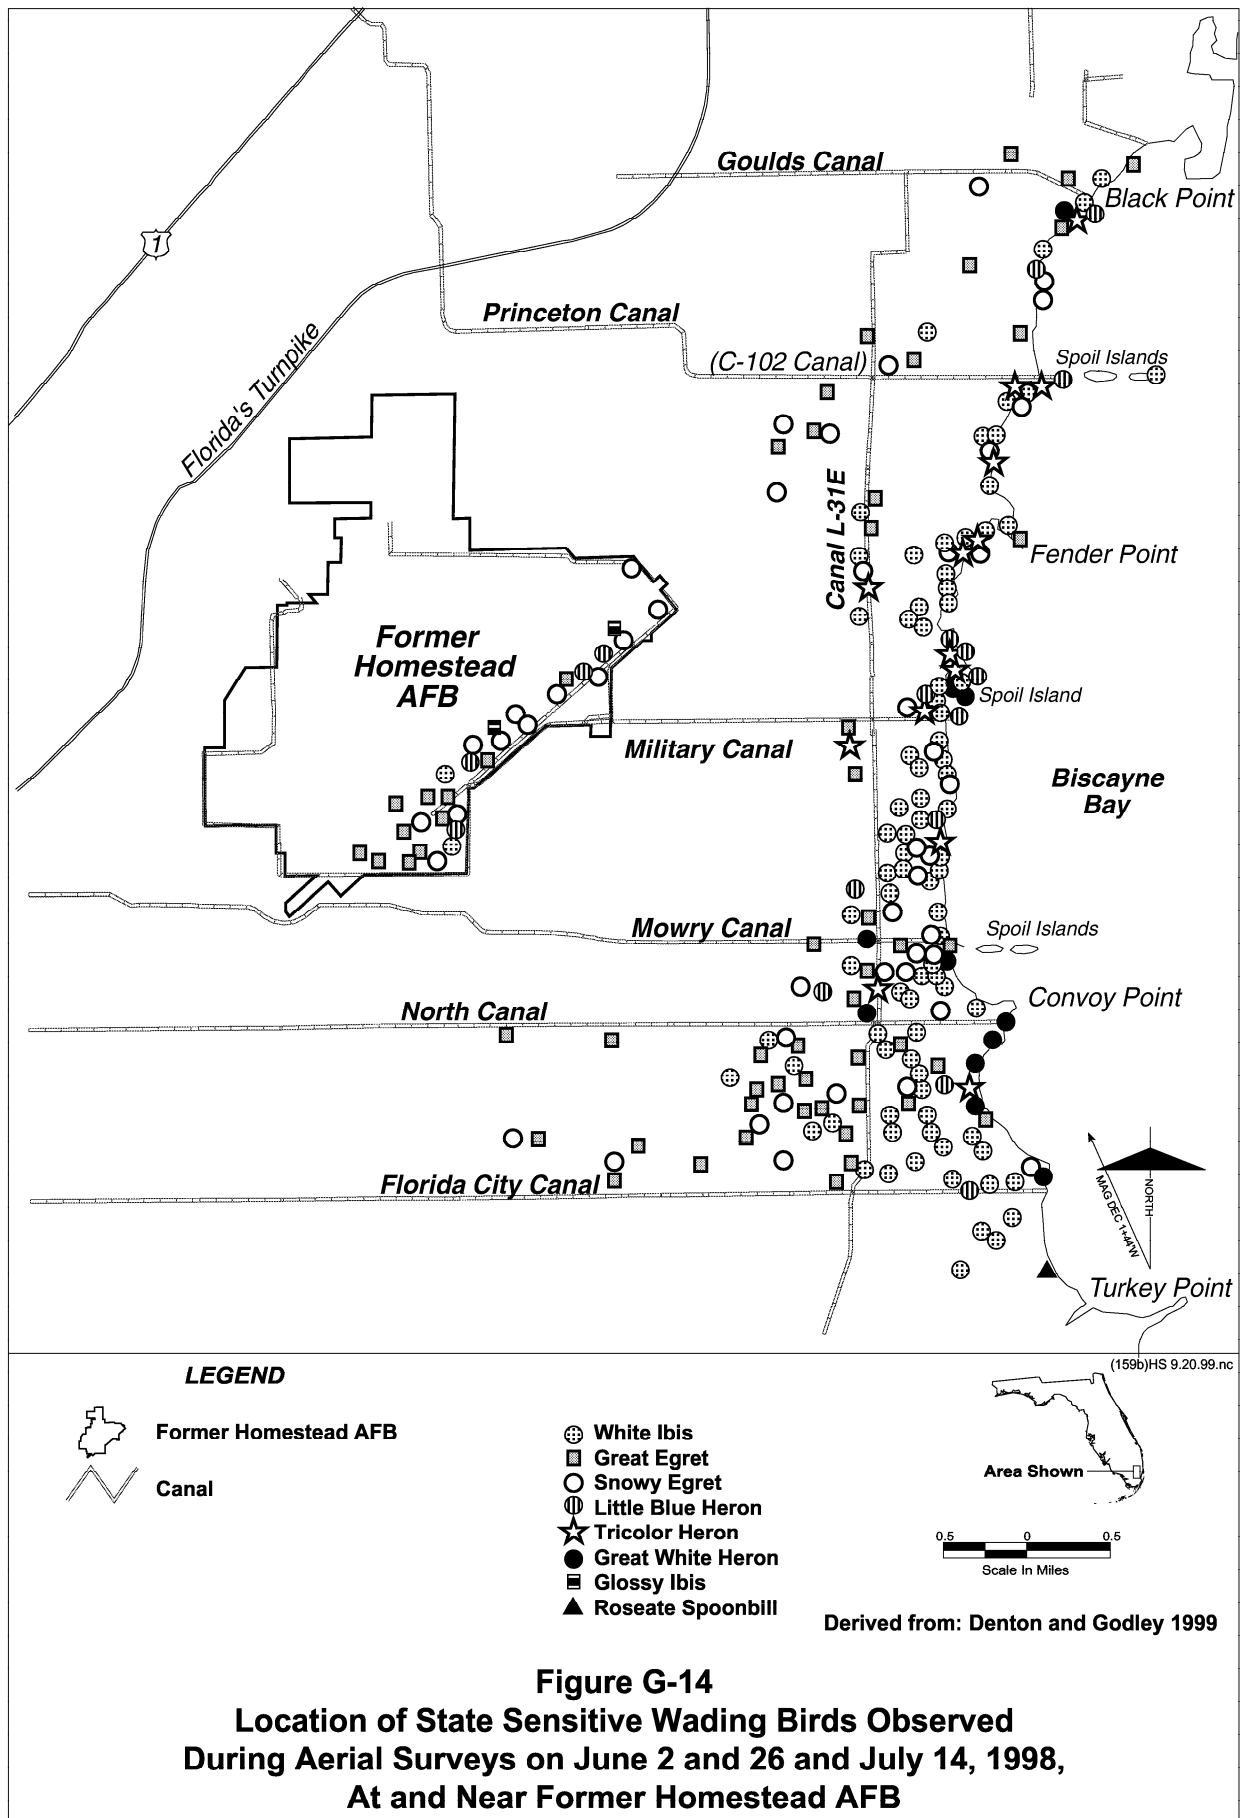 Goulds Canal
Black Point
1
Princeton Canal
Florida's Turnpike
(C-102 Canal)
Spoil Islands
Canal L-31E
Fender Point
Former
Homestead
AFB
Spoil Island
Military Canal
Biscayne
Bay
Mowry Canal
Spoil Islands
Convoy Point
North Canal
Florida City Canal
MAG DEC 1+44'W
NORTH
Turkey Point
(159b)HS 9.20.99.nc
LEGEND
Former Homestead AFB
Canal
White Ibis
Great Egret
Snowy Egret
Little Blue Heron
Tricolor Heron
Great White Heron
Glossy Ibis
Roseate Spoonbill
Area Shown
0.5 0 0.5
Scale In Miles
Derived from: Denton and Godley 1999
Figure G-14
Location of State Sensitive Wading Birds Observed
During Aerial Surveys on June 2 and 26 and July 14, 1998,
At and Near Former Homestead AFB